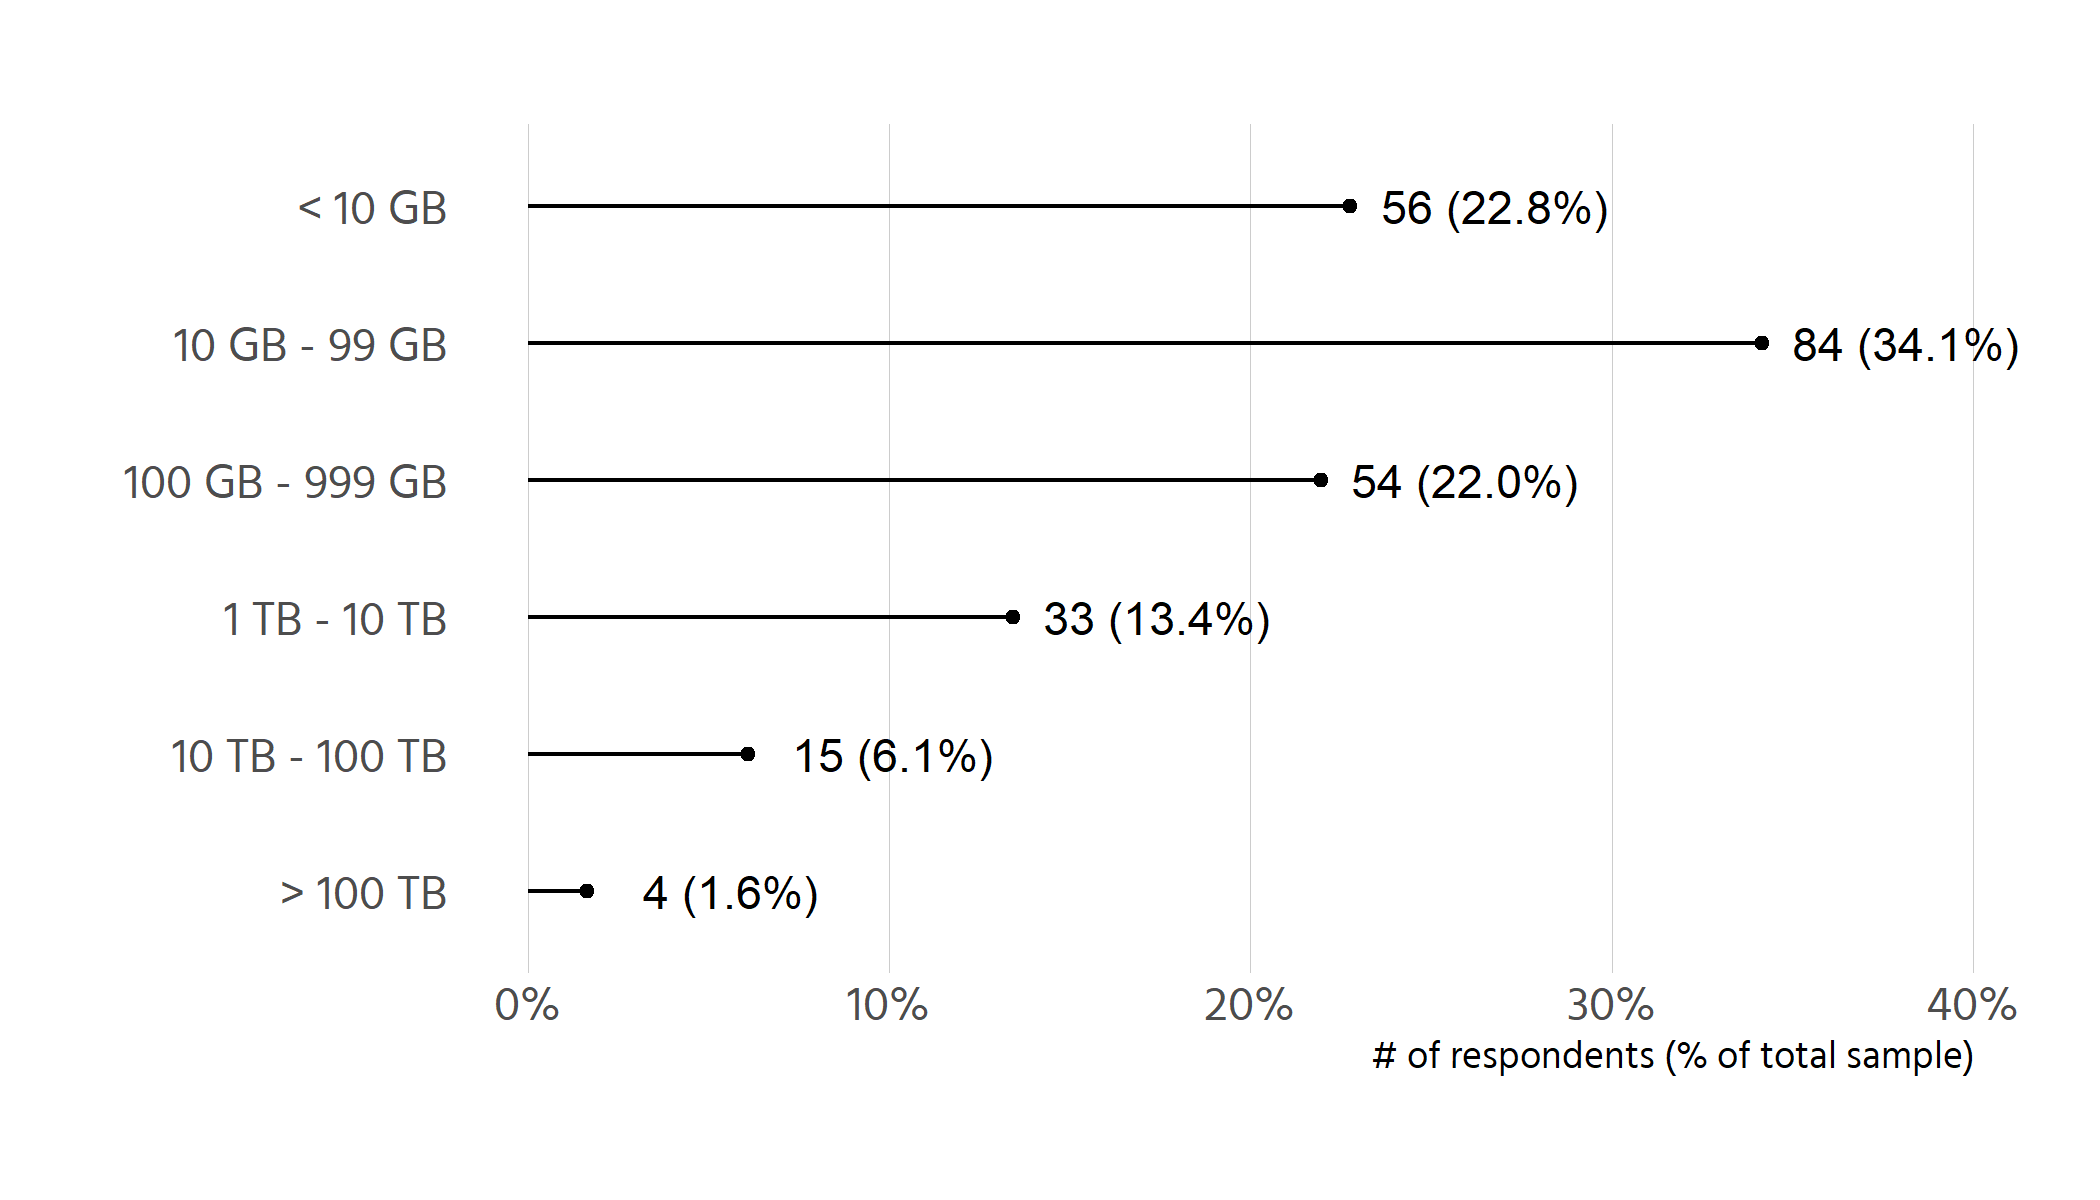 < 10 GB 56 (22.8%)
10 GB - 99 GB 84 (34.1%)
100 GB - 999 GB 54 (22.0%)
1 TB - 10 TB 33 (13.4%)
10 TB - 100 TB 15 (6.1%)
> 100 TB 4 (1.6%)
0% 10% 20% 30% 40%
# of respondents (% of total sample)